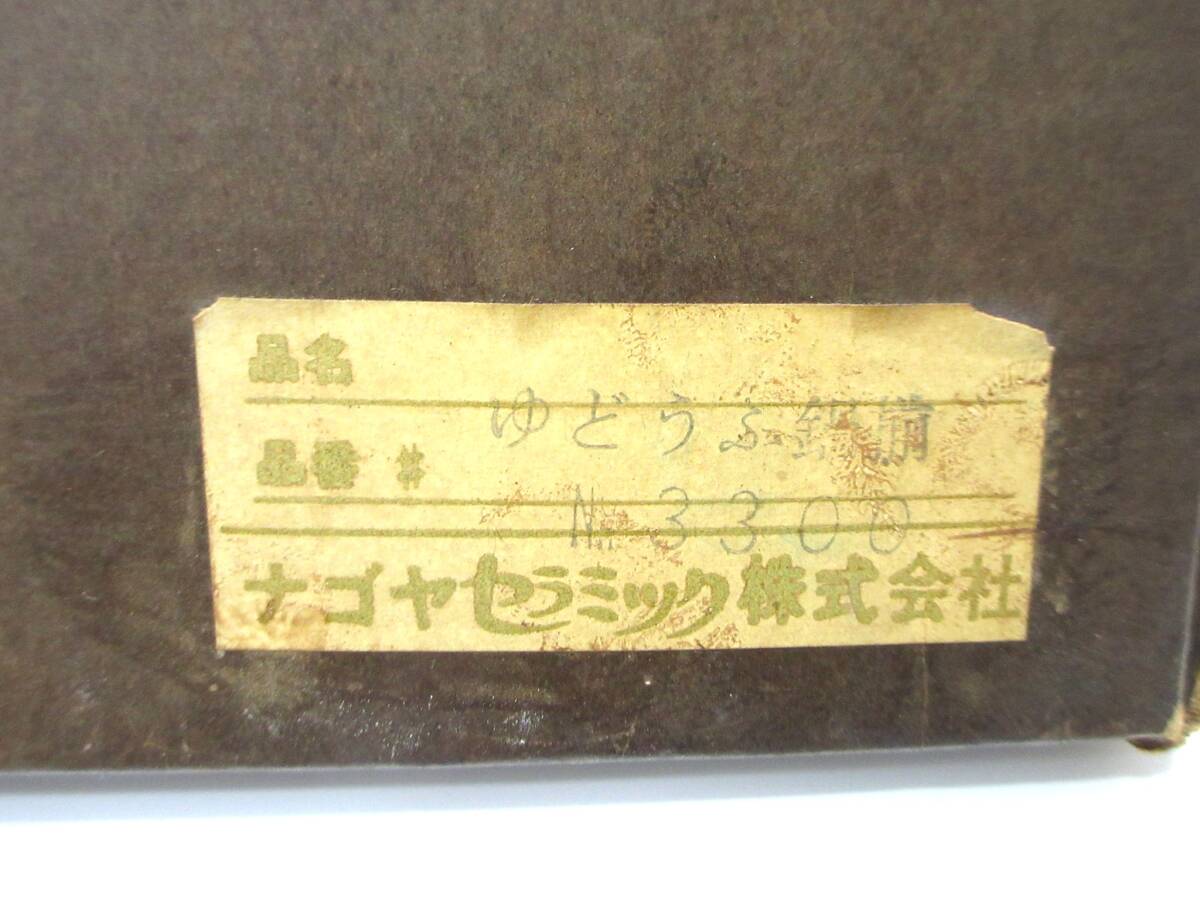 品名
ゆどうふ鍋揃
品番 #
№ 3300
ナゴヤセラミック株式会社